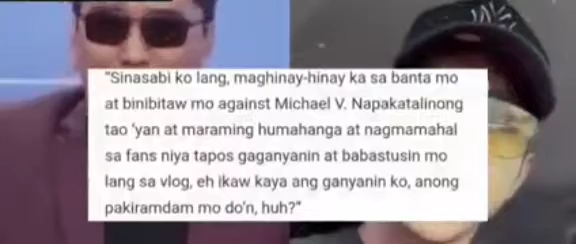 "Sinasabi ko lang, maghinay-hinay ka sa banta mo
at binibitaw mo against Michael V. Napakatalinong
tao 'yan at maraming humahanga at nagmamahal
sa fans niya tapos gaganyanin at babastusin mo
lang sa vlog, eh ikaw kaya ang ganyanin ko, anong
pakiramdam mo do'n, huh?"